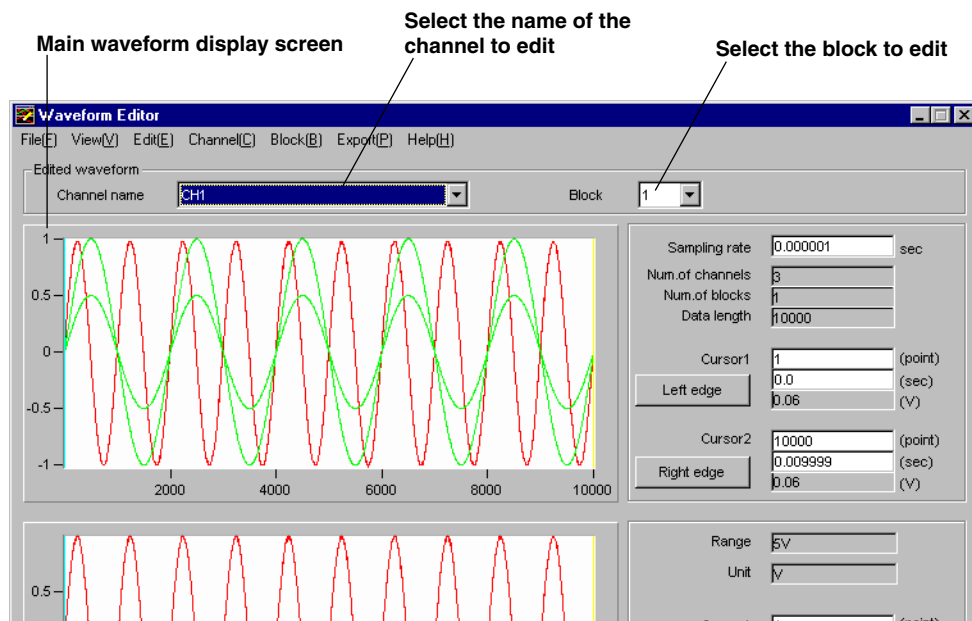 Select the name of the
channel to edit
Main waveform display screen
Select the block to edit
Waveform Editor
File(F) View(V) Edit(E) Channel(C) Block(B) Export(P) Help(H)
Edited waveform
Channel name CH1 Block 1
1
0.5
0
-0.5
-1
2000 4000 6000 8000 10000
Sampling rate 0.000001 sec
Num.of channels 3
Num.of blocks 1
Data length 10000
Cursor1 1 (point)
Left edge 0.0 (sec)
0.06 (V)
Cursor2 10000 (point)
Right edge 0.009999 (sec)
0.06 (V)
0.5
Range 5V
Unit V